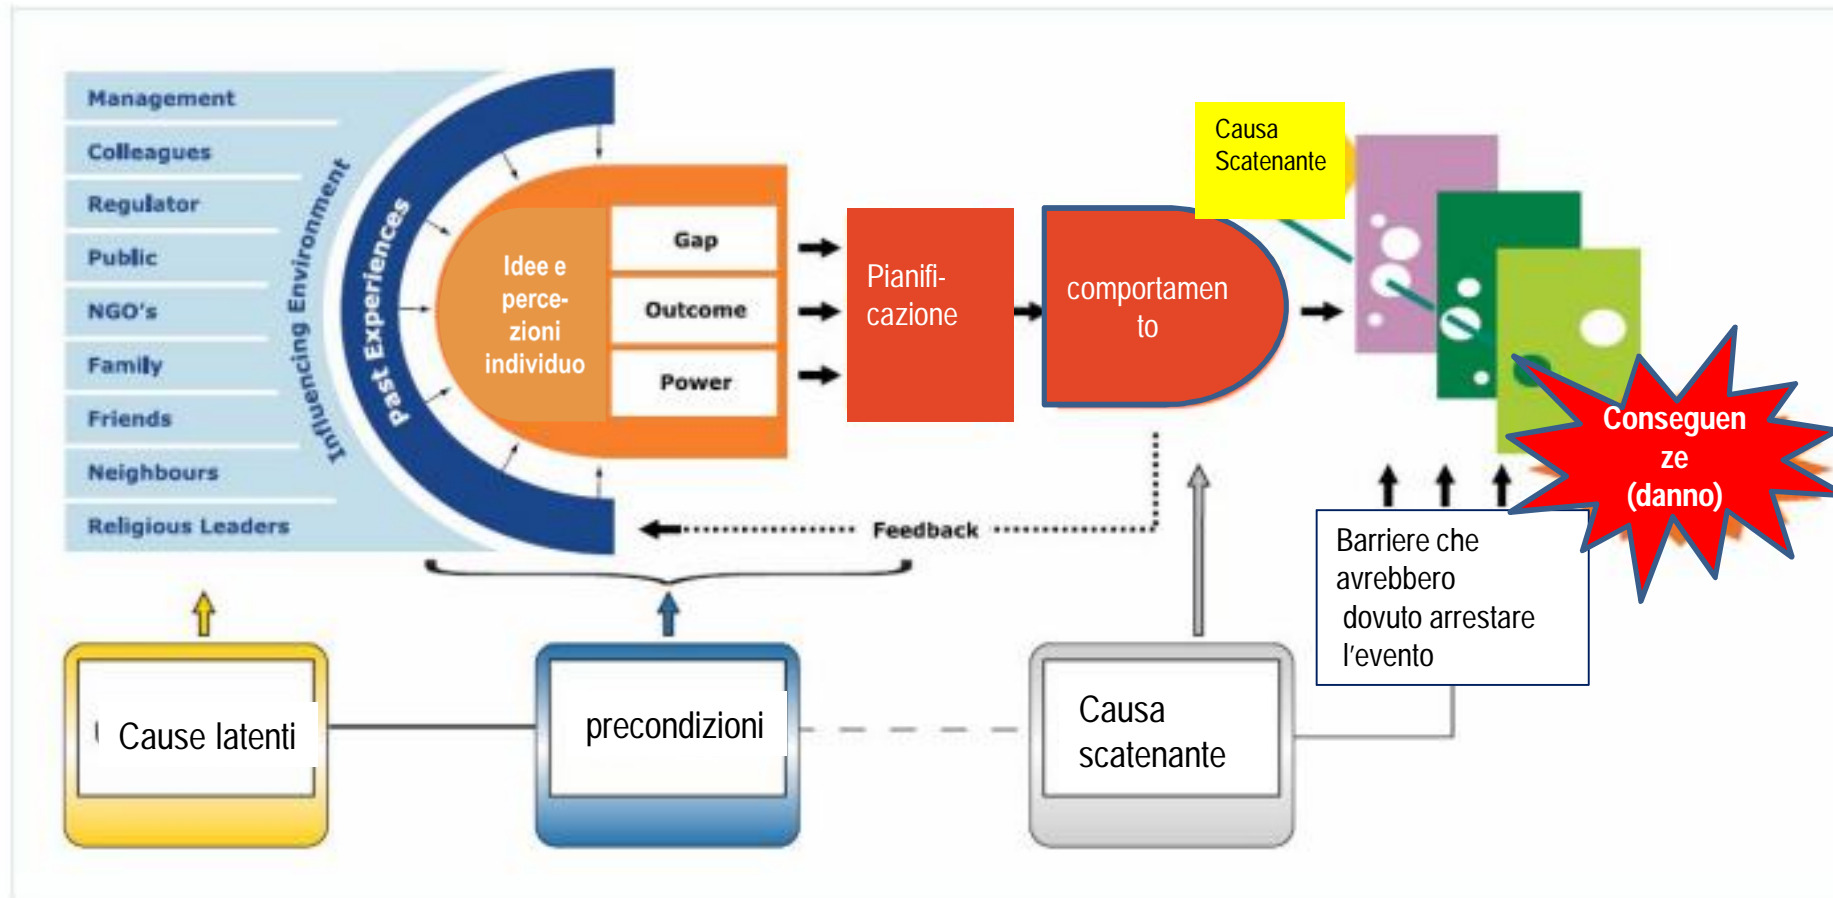 Management
Colleagues
Regulator
Public
NGO's
Family
Friends
Neighbours
Religious Leaders
Influencing Environment
Past Experiences
Idee e
perce-
zioni
individuo
Gap
Outcome
Power
Pianifi-
cazione
comportamen
to
Causa
Scatenante
Conseguen
ze
(danno)
Feedback
Barriere che
avrebbero
dovuto arrestare
l'evento
Cause latenti
precondizioni
Causa
scatenante